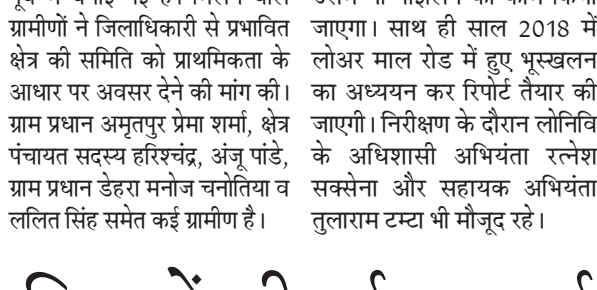 ग्रामीणों ने जिलाधिकारी से प्रभावित
क्षेत्र की समिति को प्राथमिकता के
आधार पर अवसर देने की मांग की।
ग्राम प्रधान अमृतपुर प्रेमा शर्मा, क्षेत्र
पंचायत सदस्य हरिश्चंद्र, अंजू पांडे,
ग्राम प्रधान डेहरा मनोज चनोतिया व
ललित सिंह समेत कई ग्रामीण है।
जाएगा। साथ ही साल 2018 में
लोअर माल रोड में हुए भूस्खलन
का अध्ययन कर रिपोर्ट तैयार की
जाएगी। निरीक्षण के दौरान लोनिवि
के अधिशासी अभियंता रत्नेश
सक्सेना और सहायक अभियंता
तुलाराम टम्टा भी मौजूद रहे।